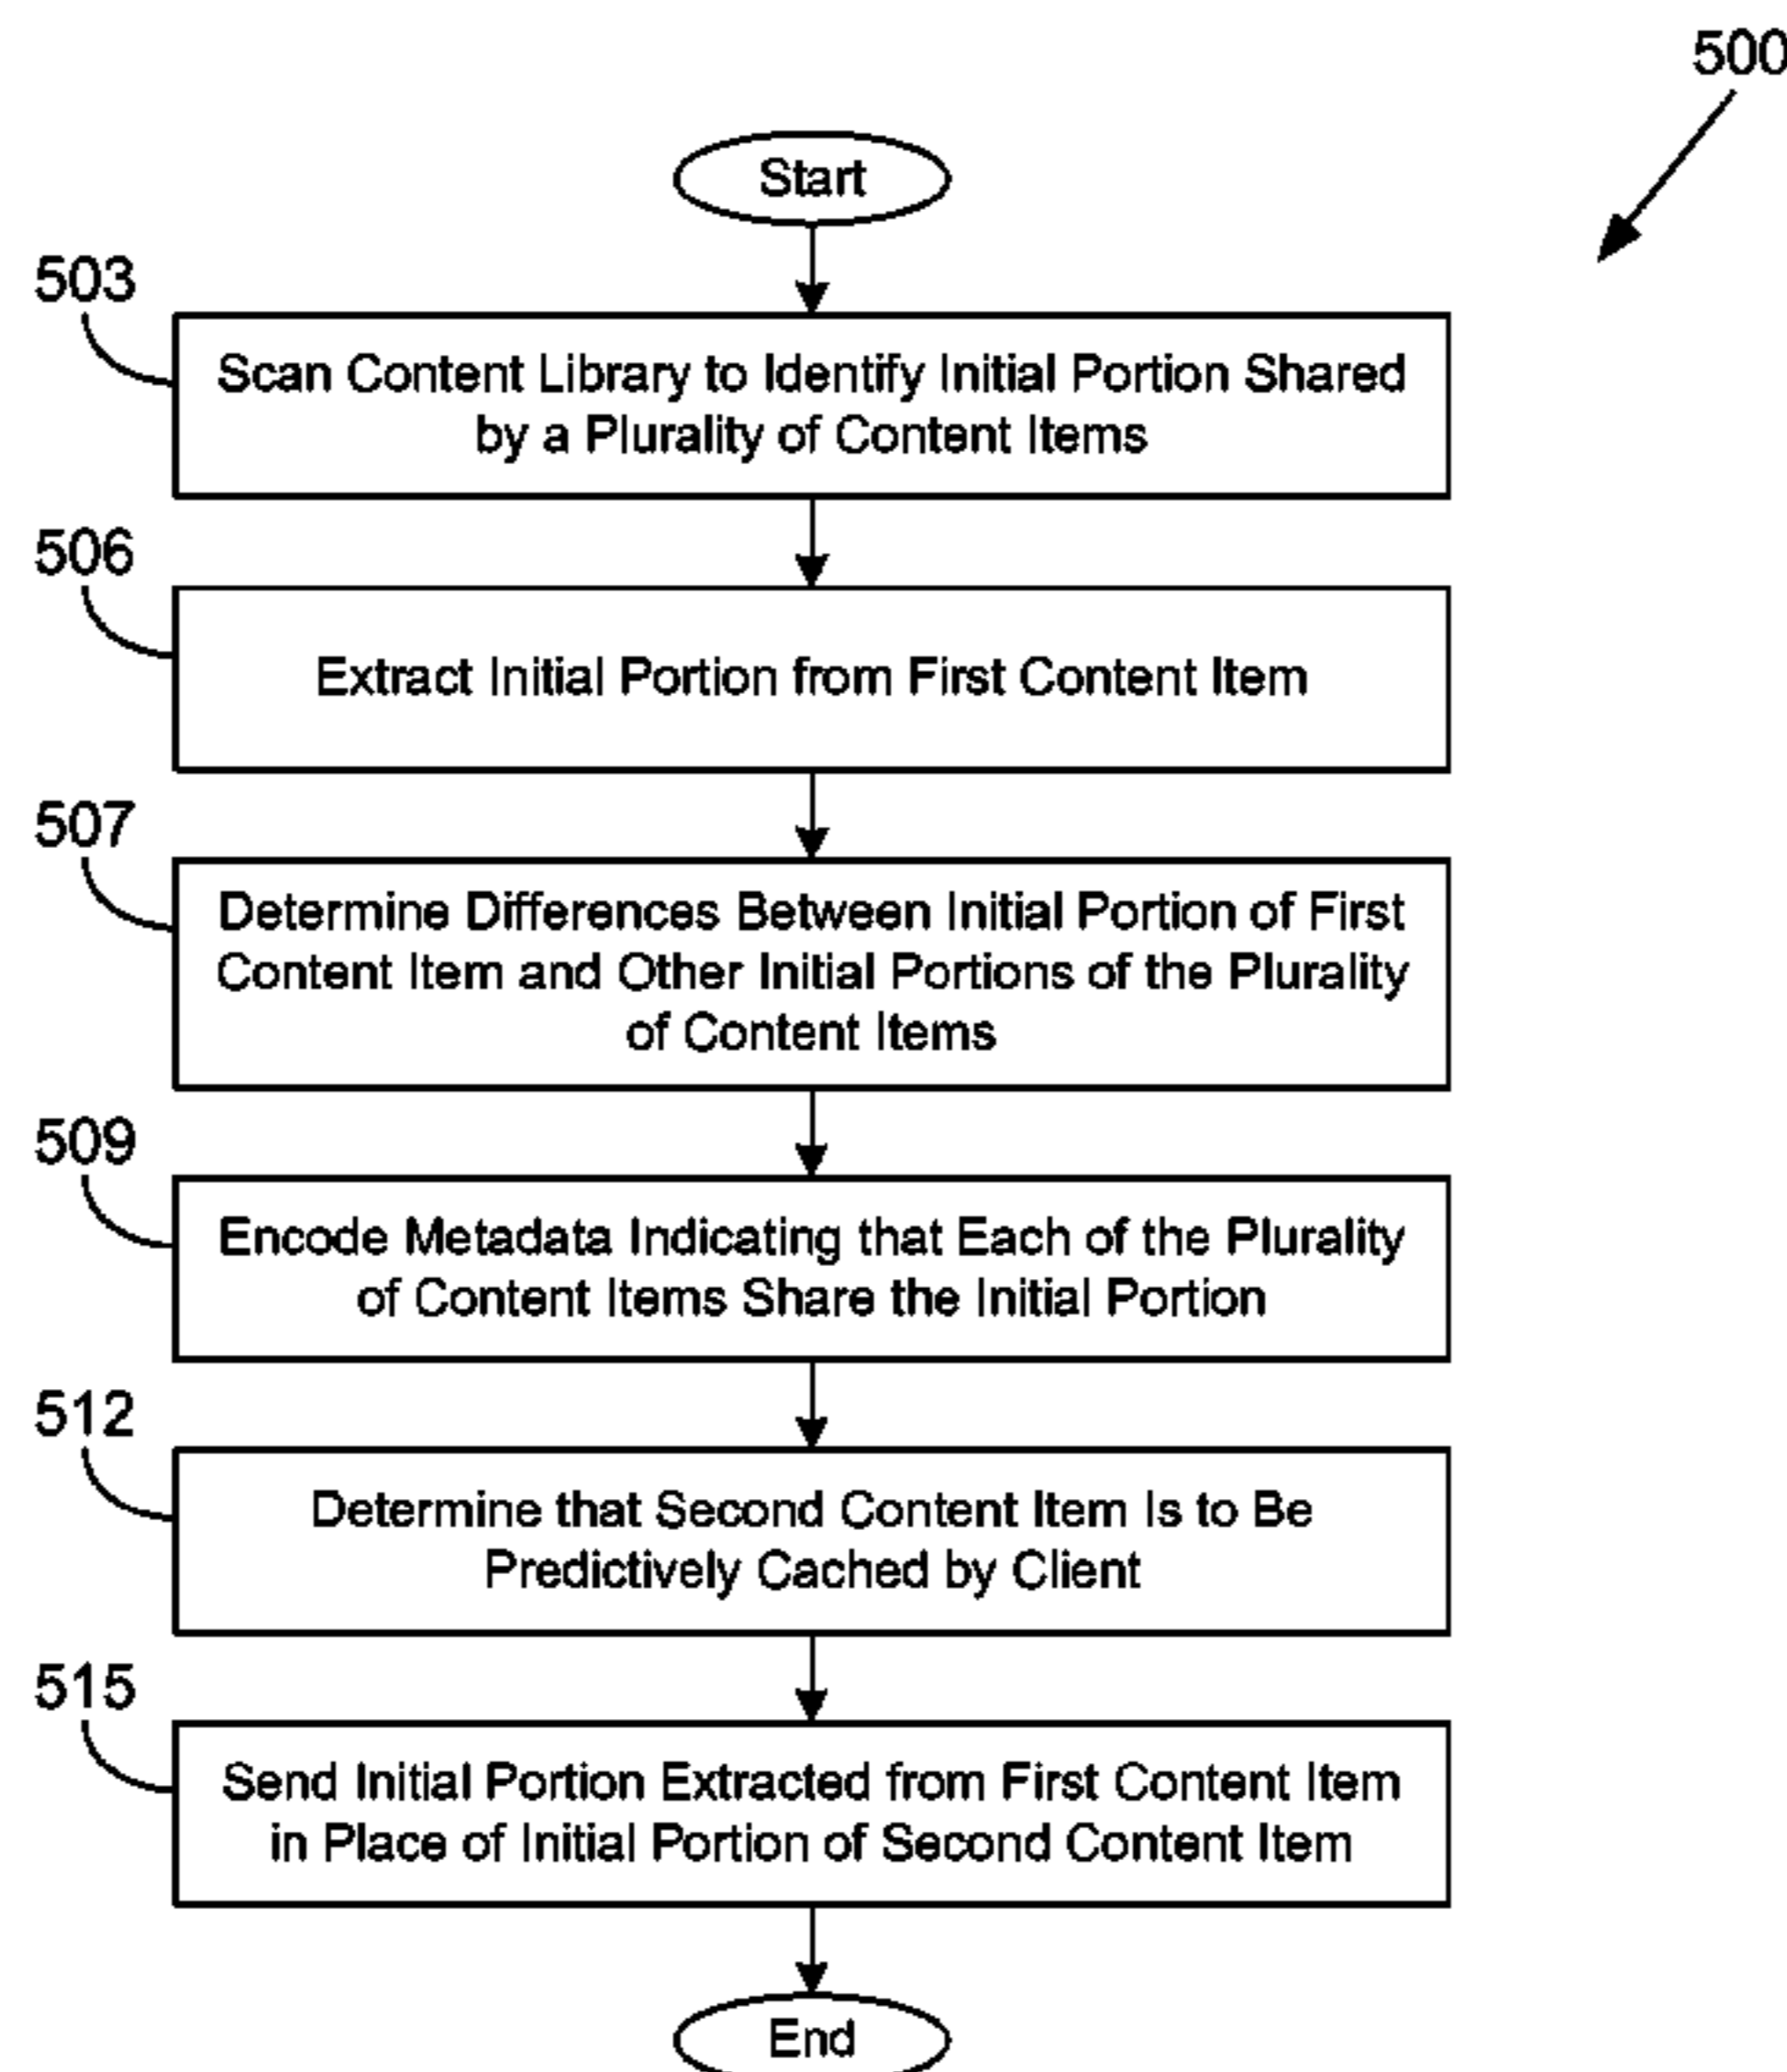 500
Start
503
Scan Content Library to Identify Initial Portion Shared
by a Plurality of Content Items
506
Extract Initial Portion from First Content Item
507
Determine Differences Between Initial Portion of First
Content Item and Other Initial Portions of the Plurality
of Content Items
509
Encode Metadata Indicating that Each of the Plurality
of Content Items Share the Initial Portion
512
Determine that Second Content Item Is to Be
Predictively Cached by Client
515
Send Initial Portion Extracted from First Content Item
in Place of Initial Portion of Second Content Item
End